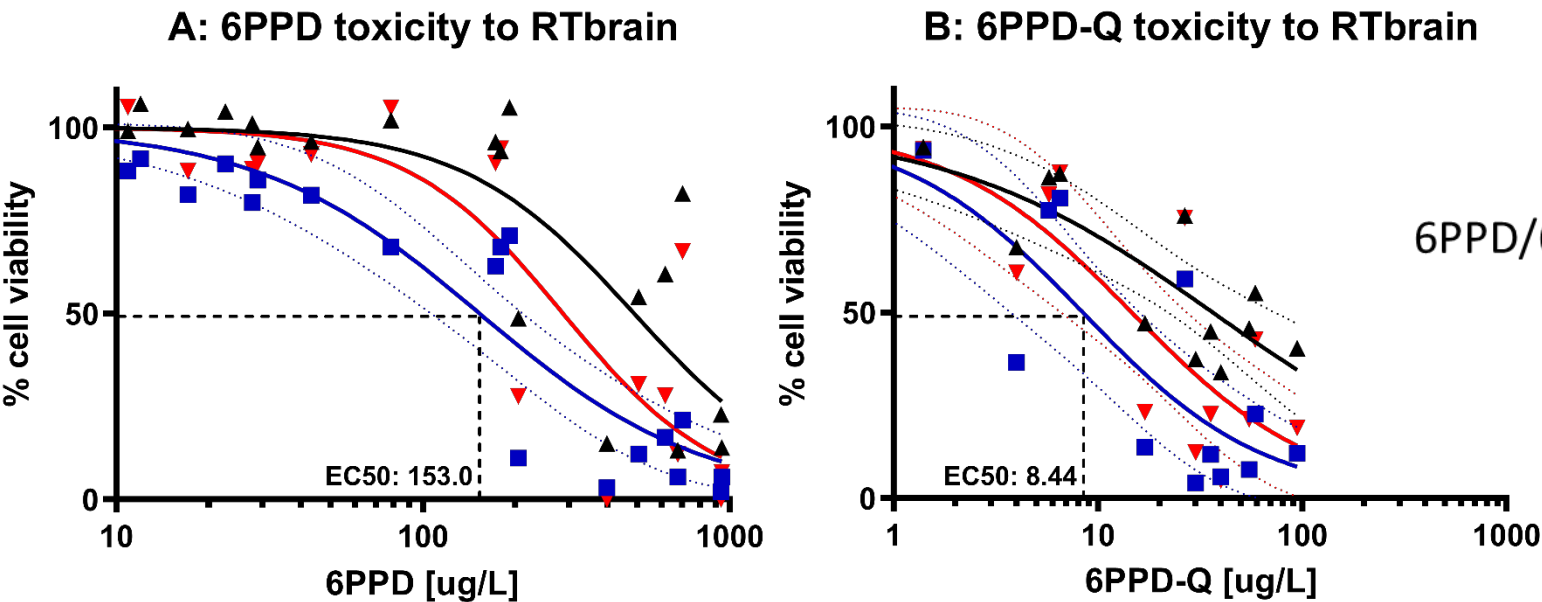 A: 6PPD toxicity to RTbrain
% cell viability
100
50
0
EC50: 153.0
10
100
1000
6PPD [ug/L]
B: 6PPD-Q toxicity to RTbrain
% cell viability
100
50
0
EC50: 8.44
1
10
100
1000
6PPD-Q [ug/L]
6PPD/